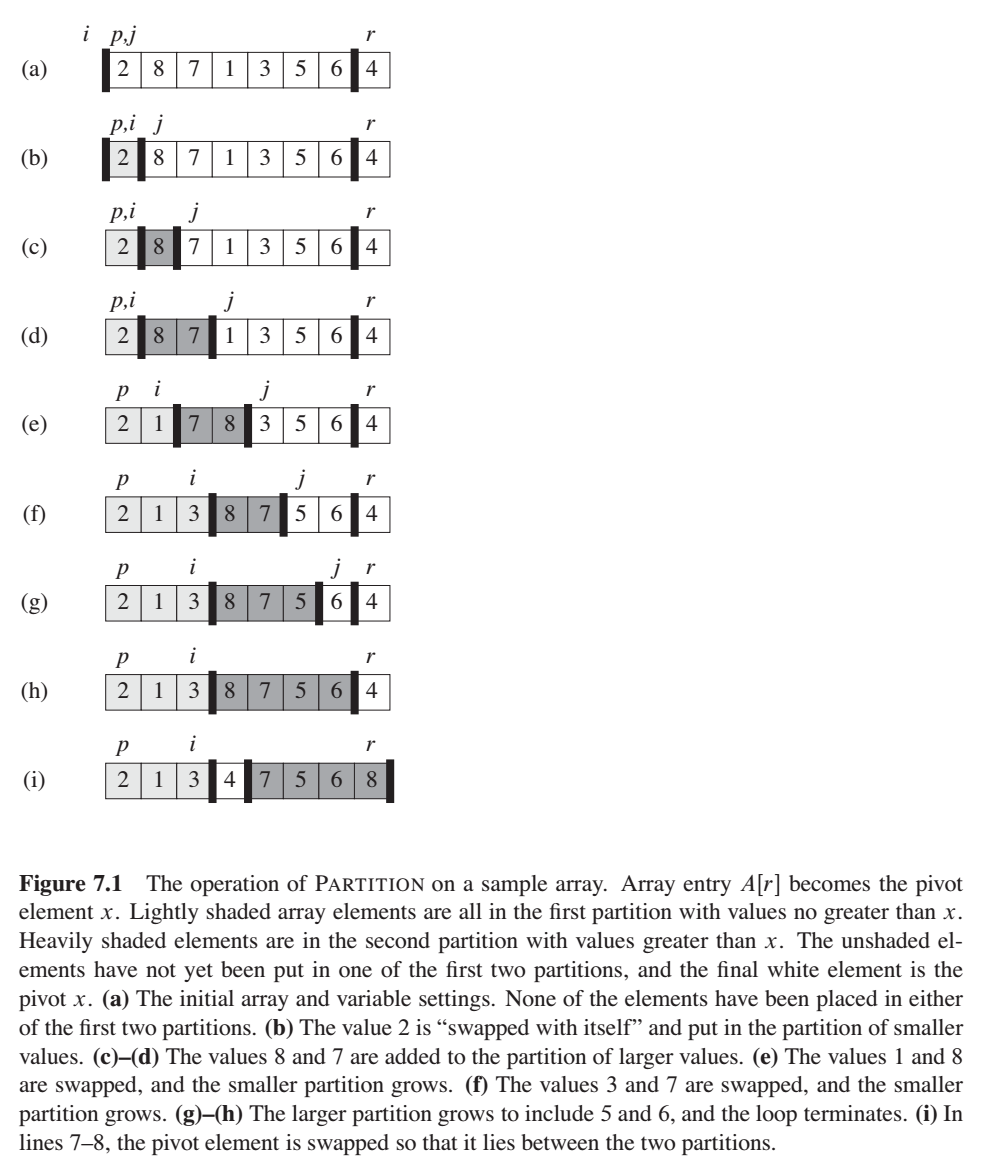 i p,j r
(a) 2 8 7 1 3 5 6 4
p,i j r
(b) 2 8 7 1 3 5 6 4
p,i j r
(c) 2 8 7 1 3 5 6 4
p,i j r
(d) 2 8 7 1 3 5 6 4
p i j r
(e) 2 1 7 8 3 5 6 4
p i j r
(f) 2 1 3 8 7 5 6 4
p i j r
(g) 2 1 3 8 7 5 6 4
p i r
(h) 2 1 3 8 7 5 6 4
p i r
(i) 2 1 3 4 7 5 6 8
Figure 7.1 The operation of PARTITION on a sample array. Array entry A[r] becomes the pivot
element x. Lightly shaded array elements are all in the first partition with values no greater than x.
Heavily shaded elements are in the second partition with values greater than x. The unshaded el-
ements have not yet been put in one of the first two partitions, and the final white element is the
pivot x. (a) The initial array and variable settings. None of the elements have been placed in either
of the first two partitions. (b) The value 2 is “swapped with itself” and put in the partition of smaller
values. (c)–(d) The values 8 and 7 are added to the partition of larger values. (e) The values 1 and 8
are swapped, and the smaller partition grows. (f) The values 3 and 7 are swapped, and the smaller
partition grows. (g)–(h) The larger partition grows to include 5 and 6, and the loop terminates. (i) In
lines 7–8, the pivot element is swapped so that it lies between the two partitions.